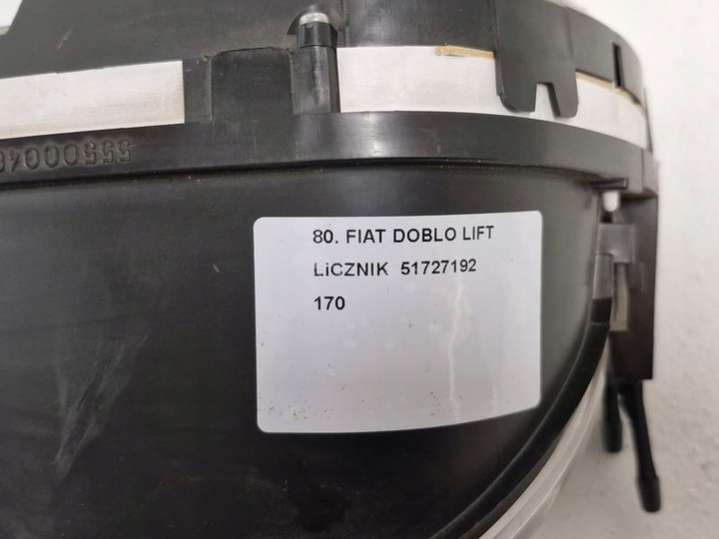 80. FIAT DOBLO LIFT
LiCZNIK 51727192
170